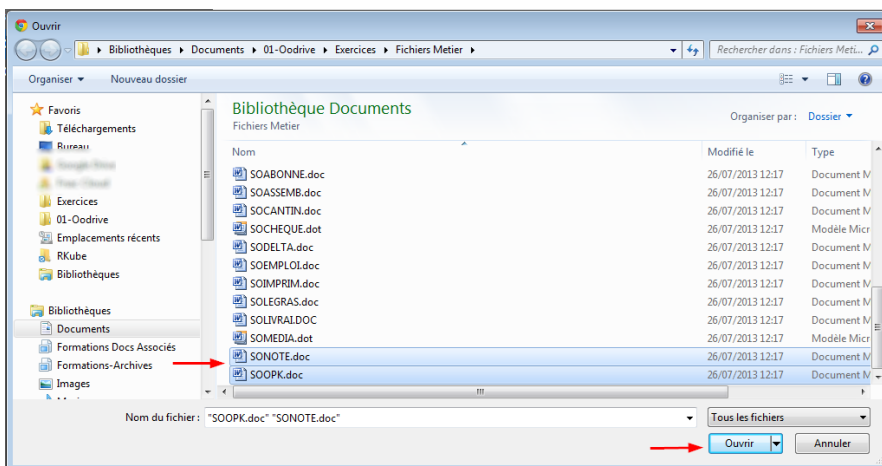 Ouvrir
Bibliothèques ▸ Documents ▸ 01-Oodrive ▸ Exercices ▸ Fichiers Metier ▸
Rechercher dans : Fichiers Meti...
Organiser ▾ Nouveau dossier
Favoris
Téléchargements
Bureau
Exercices
01-Oodrive
Emplacements récents
RKube
Bibliothèques
Bibliothèques
Documents
Formations Docs Associés
Formations-Archives
Images
Bibliothèque Documents
Fichiers Metier
Organiser par : Dossier ▾
Nom Modifié le Type
SOABONNE.doc 26/07/2013 12:17 Document M
SOASSEMB.doc 26/07/2013 12:17 Document M
SOCANTIN.doc 26/07/2013 12:17 Document M
SOCHEQUE.dot 26/07/2013 12:17 Modèle Micr
SODELTA.doc 26/07/2013 12:17 Document M
SOEMPLOI.doc 26/07/2013 12:17 Document M
SOIMPRIM.doc 26/07/2013 12:17 Document M
SOLEGRAS.doc 26/07/2013 12:17 Document M
SOLIVRAI.DOC 26/07/2013 12:17 Document M
SOMEDIA.dot 26/07/2013 12:17 Modèle Micr
SONOTE.doc 26/07/2013 12:17 Document M
SOOPK.doc 26/07/2013 12:17 Document M
Nom du fichier : "SOOPK.doc" "SONOTE.doc" Tous les fichiers
Ouvrir Annuler